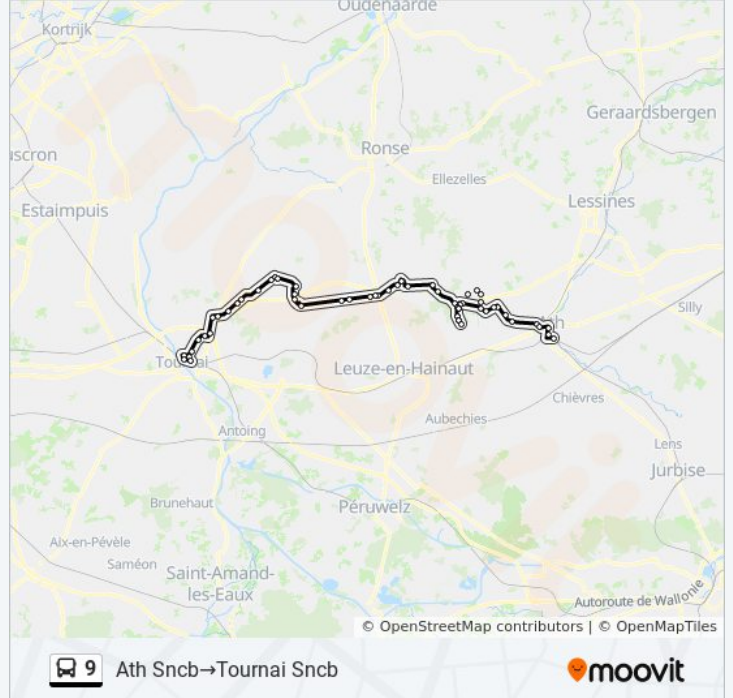 Oudenaarde
Kortrijk
Geraardsbergen
Ronse
uscron
Ellezelles
Lessines
Estaimpuis
Silly
Leuze-en-Hainaut
Chièvres
Aubechies
Antoing
Lens
Jurbise
Brunehaut
Péruwelz
Aix-en-Pévèle
Saméon
Saint-Amand-
les-Eaux
Autoroute de Wallonie
© OpenStreetMap contributors | © OpenMapTiles
9 Ath Sncb→Tournai Sncb
moovit